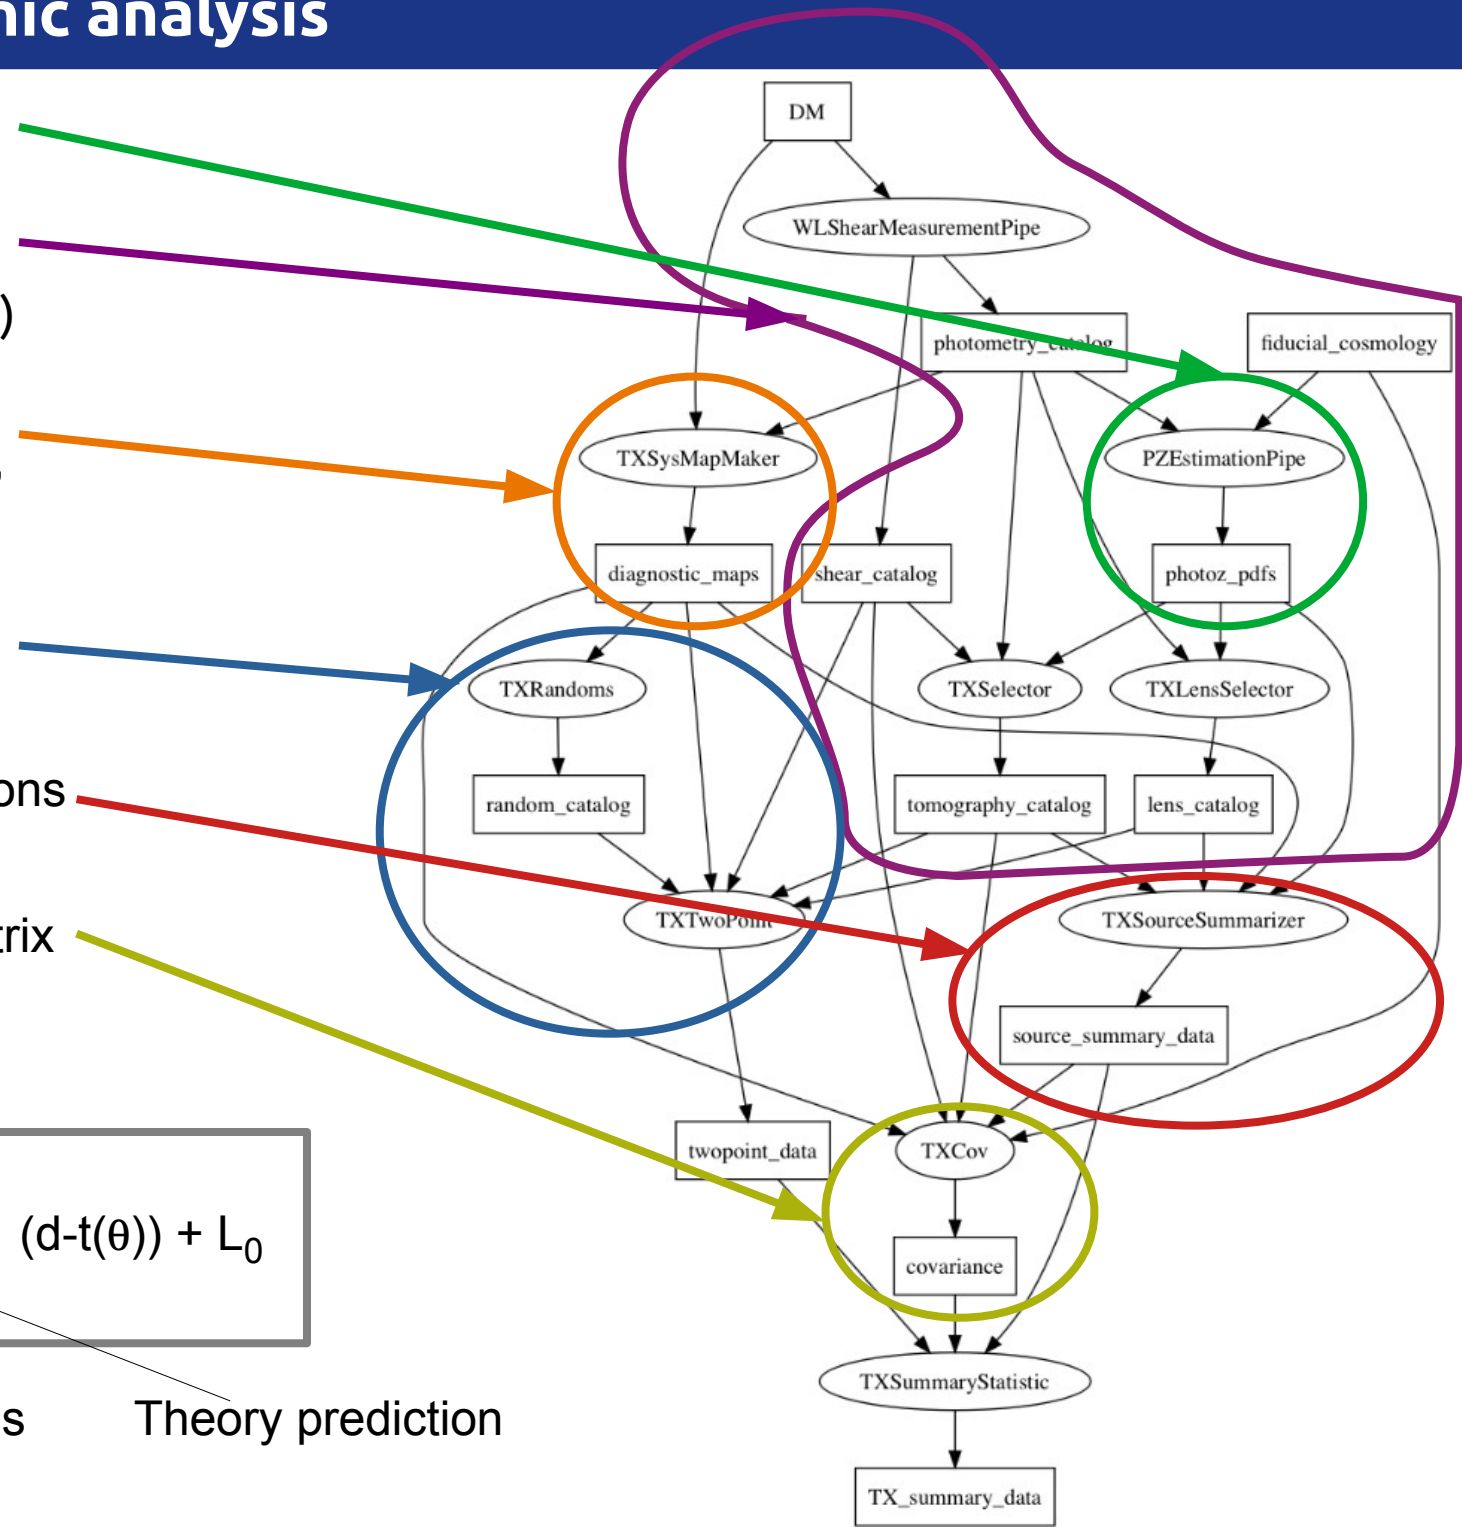 nic analysis
DM
WLShearMeasurementPipe
)
photometry_catalog
fiducial_cosmology
TXSysMapMaker
PZEstimationPipe
diagnostic_maps
shear_catalog
photoz_pdfs
TXRandoms
TXSelector
TXLensSelector
ons
random_catalog
tomography_catalog
lens_catalog
TXTwoPoint
TXSourceSummarizer
trix
source_summary_data
twopoint_data
TXCov
(d-t(θ)) + L0
covariance
TXSummaryStatistic
s Theory prediction
TX_summary_data